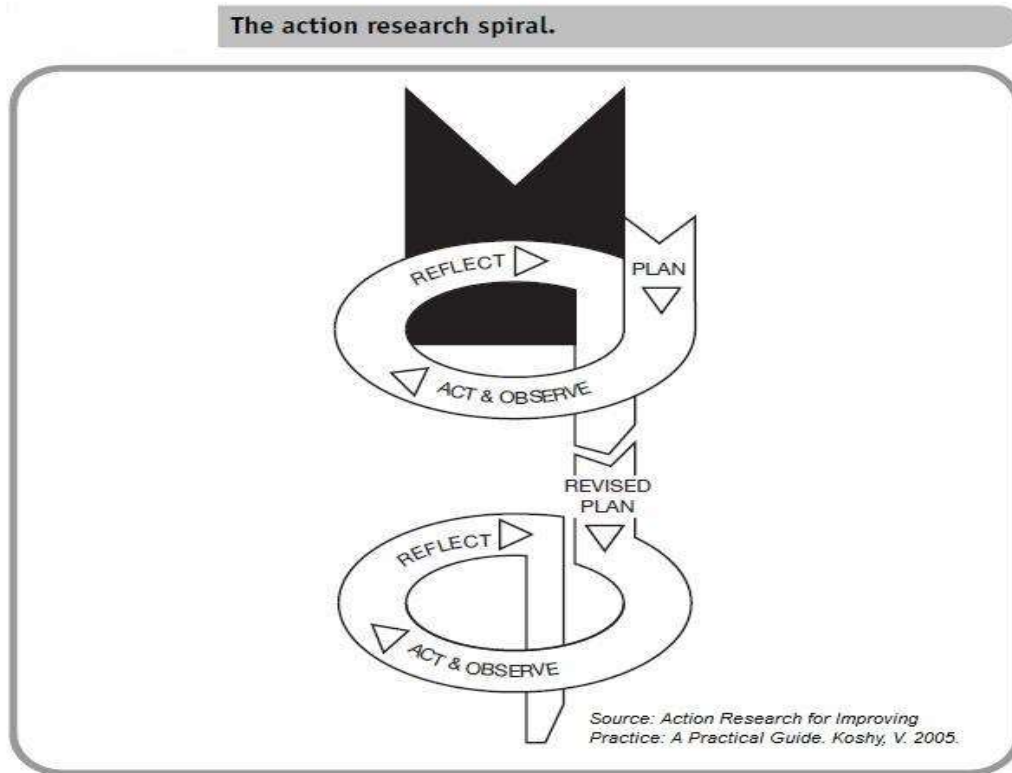 The action research spiral.
PLAN
REFLECT
ACT & OBSERVE
REVISED
PLAN
REFLECT
ACT & OBSERVE
Source: Action Research for Improving
Practice: A Practical Guide. Koshy, V. 2005.